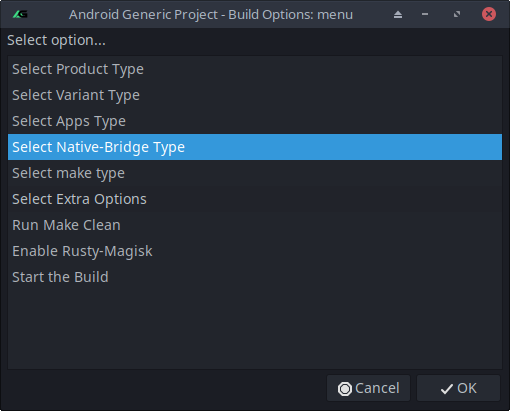 Android Generic Project - Build Options: menu
Select option...
Select Product Type
Select Variant Type
Select Apps Type
Select Native-Bridge Type
Select make type
Select Extra Options
Run Make Clean
Enable Rusty-Magisk
Start the Build
Cancel OK